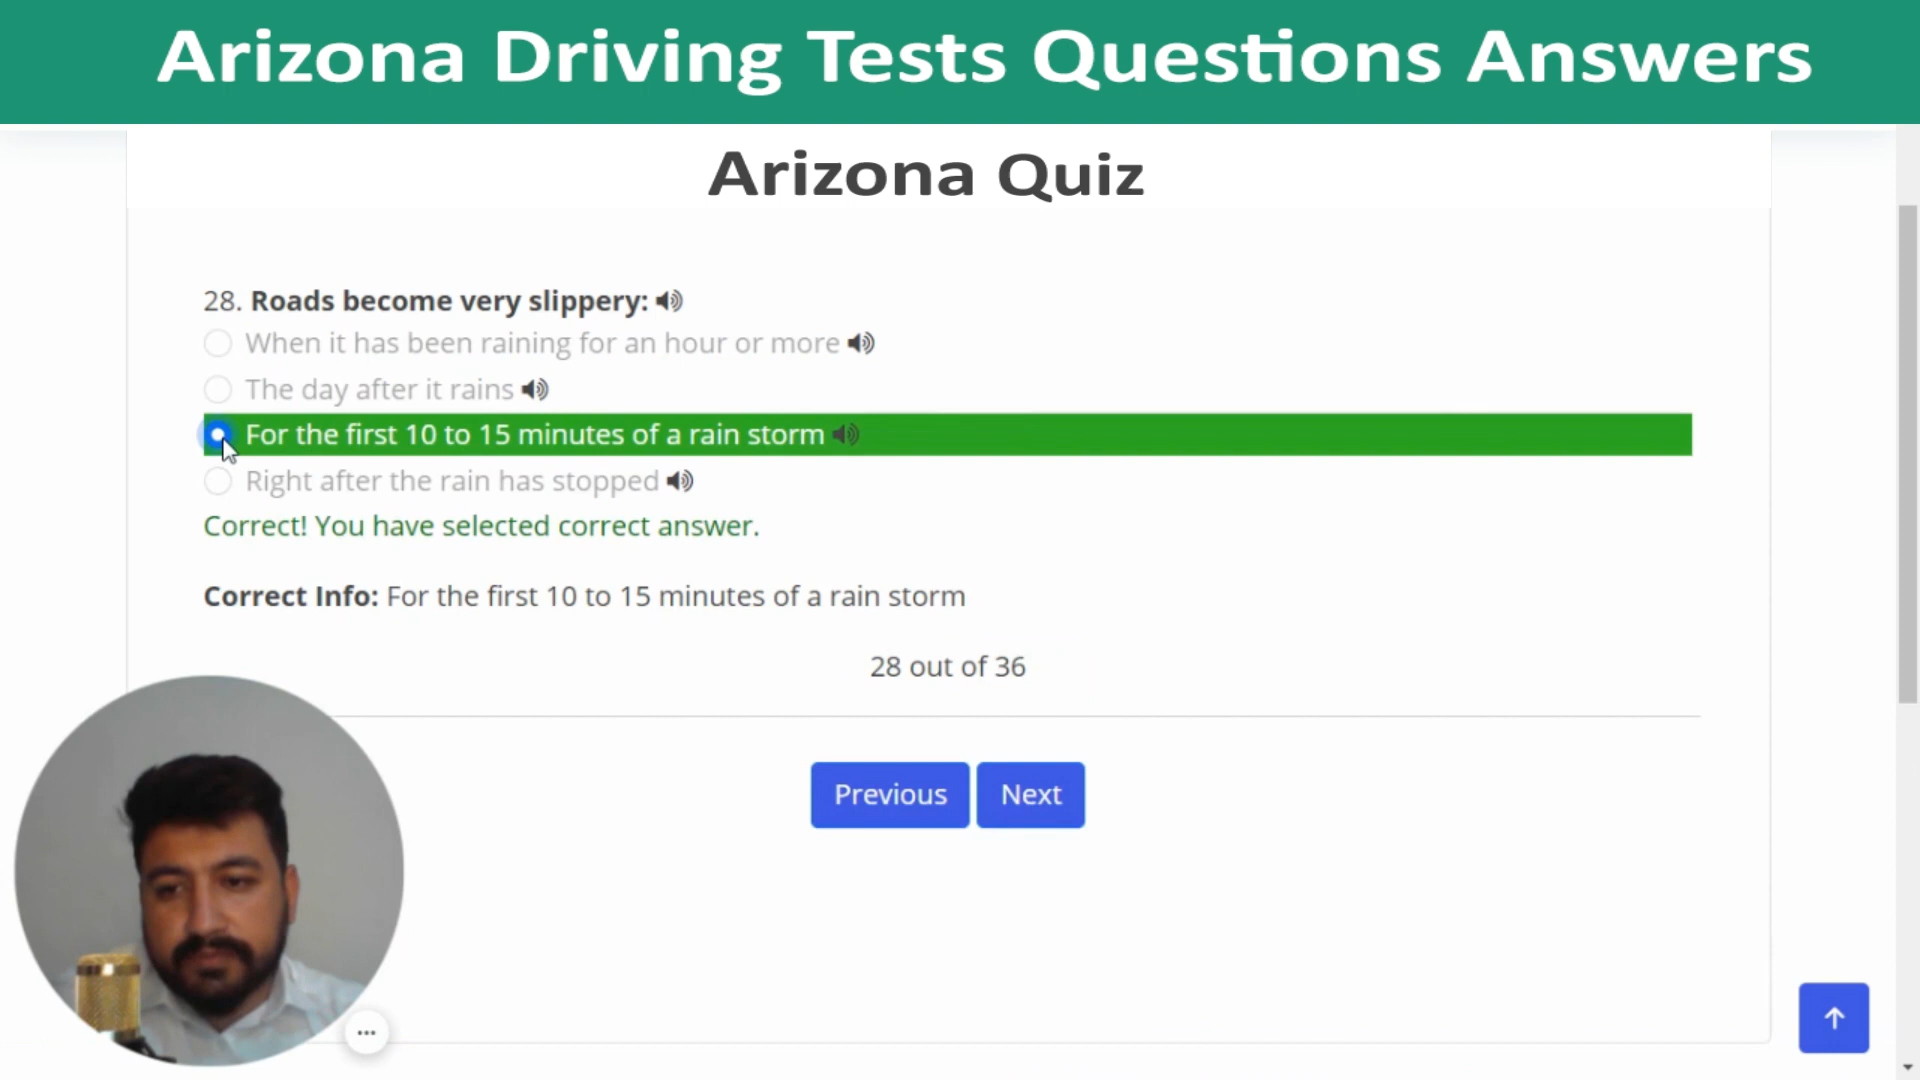 Arizona Driving Tests Questions Answers
Arizona Quiz
28. Roads become very slippery:
When it has been raining for an hour or more
The day after it rains
For the first 10 to 15 minutes of a rain storm
Right after the rain has stopped
Correct! You have selected correct answer.
Correct Info: For the first 10 to 15 minutes of a rain storm
28 out of 36
Previous Next